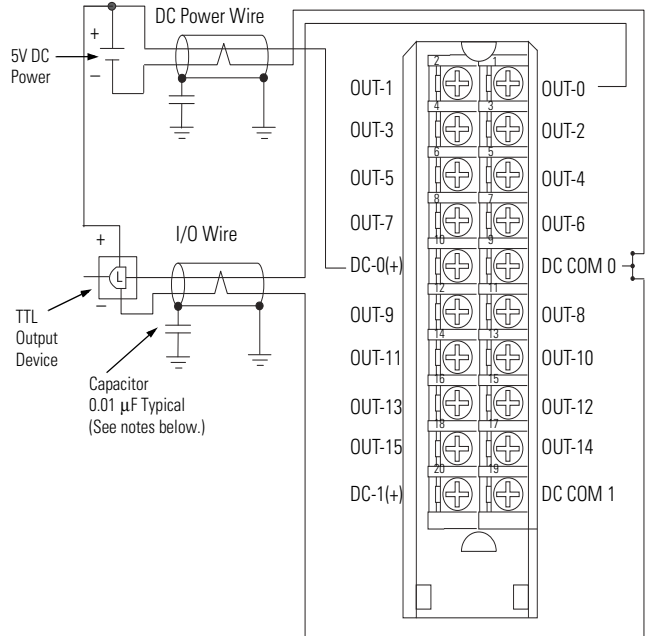 DC Power Wire
+
5V DC
Power
−
I/O Wire
+
L
−
TTL
Output
Device
Capacitor
0.01 µF Typical
(See notes below.)
2 1
OUT-1 OUT-0
4 3
OUT-3 OUT-2
6 5
OUT-5 OUT-4
8 7
OUT-7 OUT-6
10 9
DC-0(+) DC COM 0
12 11
OUT-9 OUT-8
14 13
OUT-11 OUT-10
16 15
OUT-13 OUT-12
18 17
OUT-15 OUT-14
20 19
DC-1(+) DC COM 1